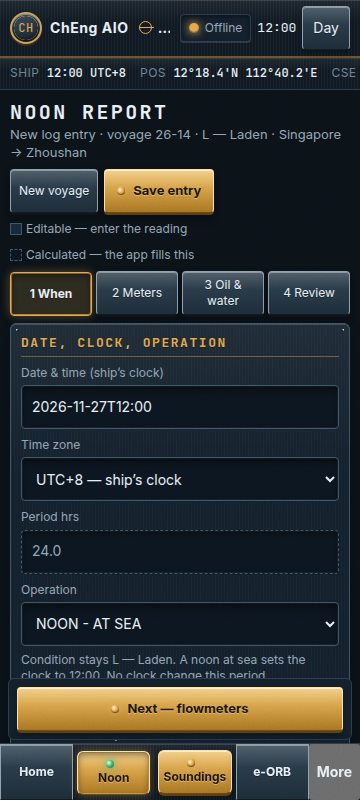 CH ChEng AIO ... Offline 12:00 Day
SHIP 12:00 UTC+8 POS 12°18.4'N 112°40.2'E CSE
NOON REPORT
New log entry · voyage 26-14 · L — Laden · Singapore
→ Zhoushan
New voyage Save entry
Editable — enter the reading
Calculated — the app fills this
1 When 2 Meters 3 Oil & water 4 Review
DATE, CLOCK, OPERATION
Date & time (ship's clock)
2026-11-27T12:00
Time zone
UTC+8 — ship's clock
Period hrs
24.0
Operation
NOON - AT SEA
Condition stays L — Laden. A noon at sea sets the
clock to 12:00. No clock change this period.
Next — flowmeters
Home Noon Soundings e-ORB More